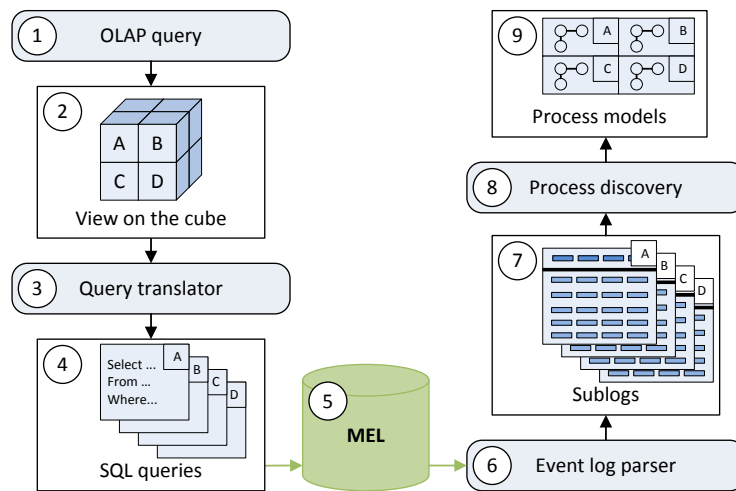 1
OLAP query
2
A B
C D
View on the cube
3
Query translator
4
A
B
C
D
Select ...
From ...
Where...
SQL queries
5
MEL
6
Event log parser
7
A
B
C
D
Sublogs
8
Process discovery
9
A B
C D
Process models